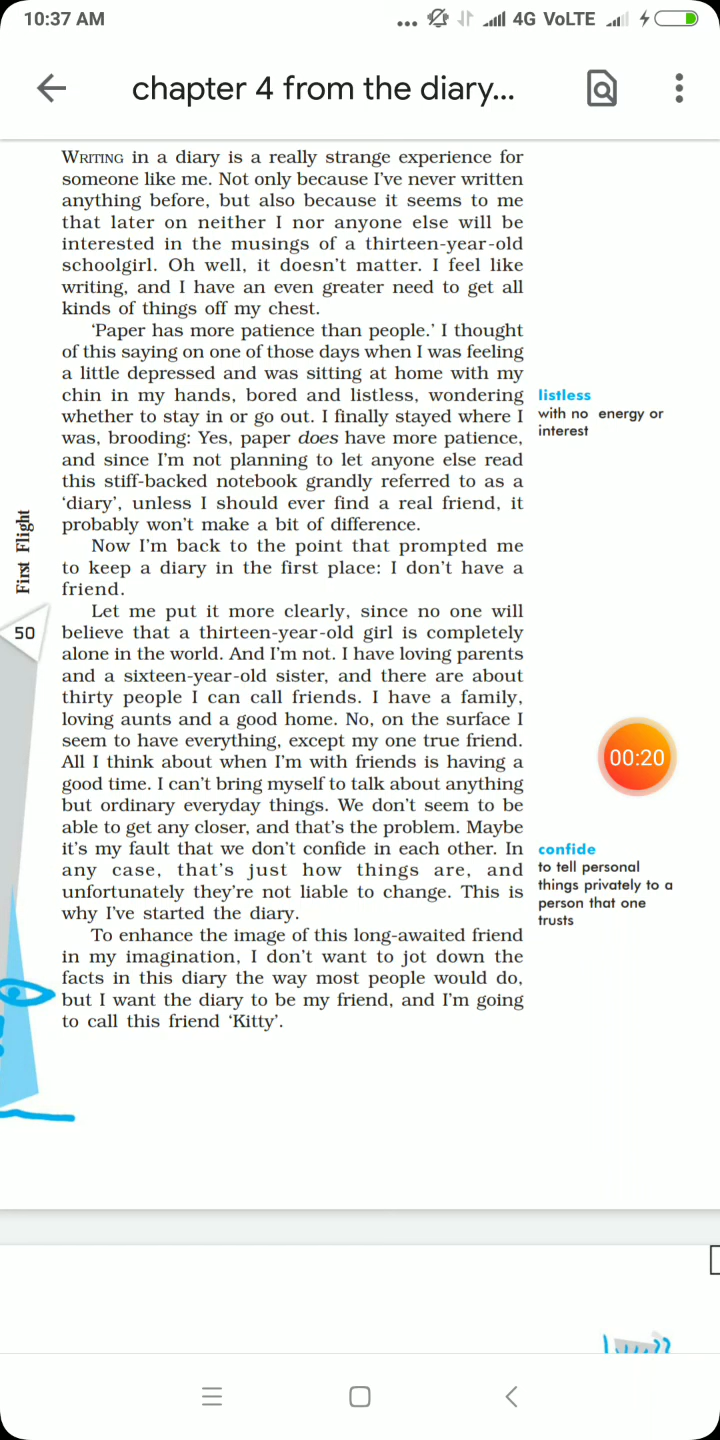 10:37 AM
... 4G VoLTE
chapter 4 from the diary...
WRITING in a diary is a really strange experience for
someone like me. Not only because I've never written
anything before, but also because it seems to me
that later on neither I nor anyone else will be
interested in the musings of a thirteen-year-old
schoolgirl. Oh well, it doesn't matter. I feel like
writing, and I have an even greater need to get all
kinds of things off my chest.
‘Paper has more patience than people.’ I thought
of this saying on one of those days when I was feeling
a little depressed and was sitting at home with my
chin in my hands, bored and listless, wondering
whether to stay in or go out. I finally stayed where I
was, brooding: Yes, paper does have more patience,
and since I'm not planning to let anyone else read
this stiff-backed notebook grandly referred to as a
‘diary’, unless I should ever find a real friend, it
probably won't make a bit of difference.
listless
with no energy or
interest
Now I'm back to the point that prompted me
to keep a diary in the first place: I don't have a
friend.
Let me put it more clearly, since no one will
believe that a thirteen-year-old girl is completely
alone in the world. And I'm not. I have loving parents
and a sixteen-year-old sister, and there are about
thirty people I can call friends. I have a family,
loving aunts and a good home. No, on the surface I
seem to have everything, except my one true friend.
All I think about when I'm with friends is having a
good time. I can't bring myself to talk about anything
but ordinary everyday things. We don't seem to be
able to get any closer, and that's the problem. Maybe
it's my fault that we don't confide in each other. In
any case, that's just how things are, and
unfortunately they're not liable to change. This is
why I've started the diary.
confide
to tell personal
things privately to a
person that one
trusts
To enhance the image of this long-awaited friend
in my imagination, I don't want to jot down the
facts in this diary the way most people would do,
but I want the diary to be my friend, and I'm going
to call this friend ‘Kitty’.
First Flight
50
00:20